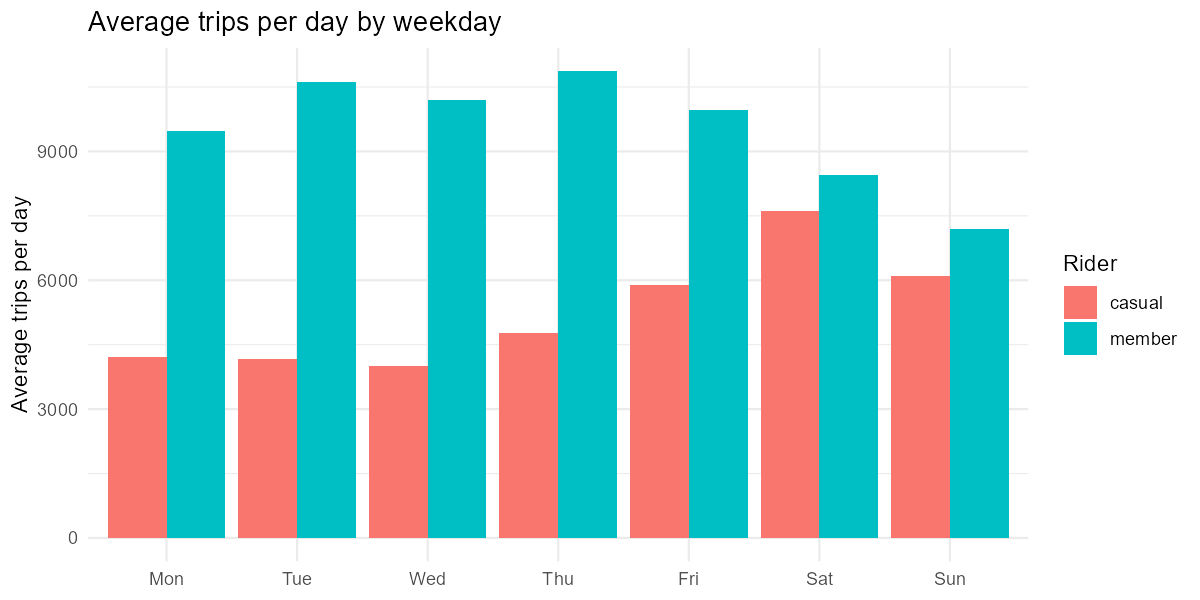 Average trips per day by weekday
Average trips per day
9000
6000
3000
0
Mon Tue Wed Thu Fri Sat Sun
Rider
casual
member